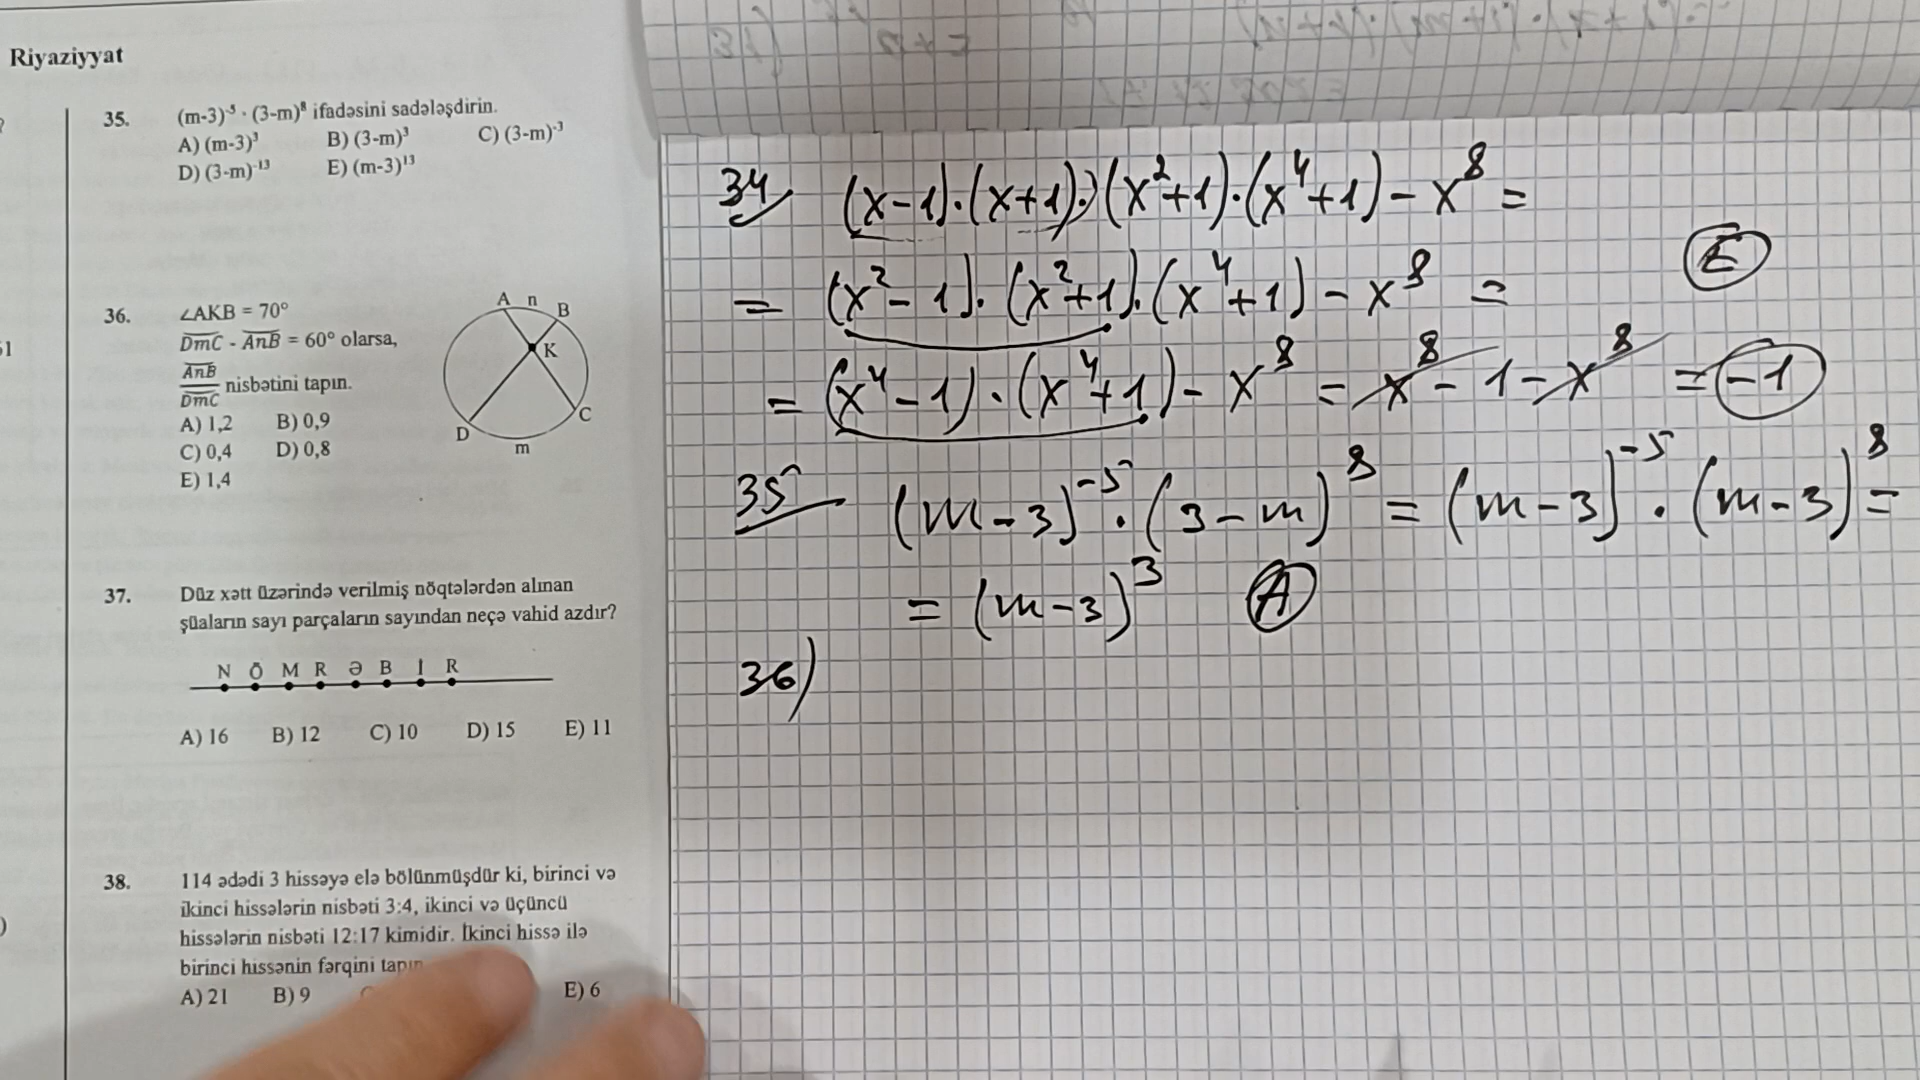 Riyaziyyat
35. (m-3)⁻⁵ · (3-m)⁸ ifadəsini sadələşdirin.
A) (m-3)³ B) (3-m)³ C) (3-m)⁻³
D) (3-m)⁻¹³ E) (m-3)¹³
36. ∠AKB = 70°
DmC - AnB = 60° olarsa,
AnB
DmC nisbətini tapın.
A) 1,2 B) 0,9
C) 0,4 D) 0,8
E) 1,4
A n B
K
D C
m
37. Düz xətt üzərində verilmiş nöqtələrdən alınan
şüaların sayı parçaların sayından neçə vahid azdır?
N Ö M R Ə B İ R
A) 16 B) 12 C) 10 D) 15 E) 11
38. 114 ədədi 3 hissəyə elə bölünmüşdür ki, birinci və
ikinci hissələrin nisbəti 3:4, ikinci və üçüncü
hissələrin nisbəti 12:17 kimidir. İkinci hissə ilə
birinci hissənin fərqini tapın
A) 21 B) 9 E) 6
34 (x-1)·(x+1)·)(x²+1)·(x⁴+1)-x⁸=
= (x²-1)·(x²+1)·(x⁴+1)-x⁸ = E
= (x⁴-1)·(x⁴+1)-x⁸ = x⁸-1-x⁸ = -1
35 (m-3)⁻⁵·(3-m)⁸ = (m-3)⁻⁵·(m-3)⁸=
= (m-3)³ A
36)